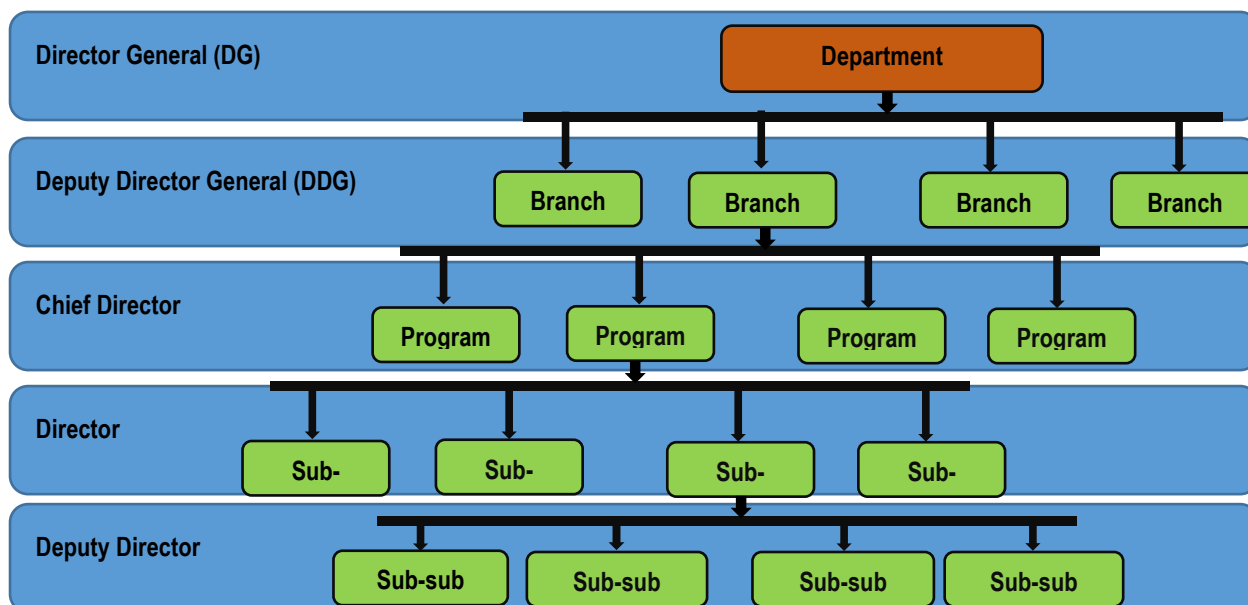 Director General (DG)
Department
Deputy Director General (DDG)
Branch
Branch
Branch
Branch
Chief Director
Program
Program
Program
Program
Director
Sub-
Sub-
Sub-
Sub-
Deputy Director
Sub-sub
Sub-sub
Sub-sub
Sub-sub